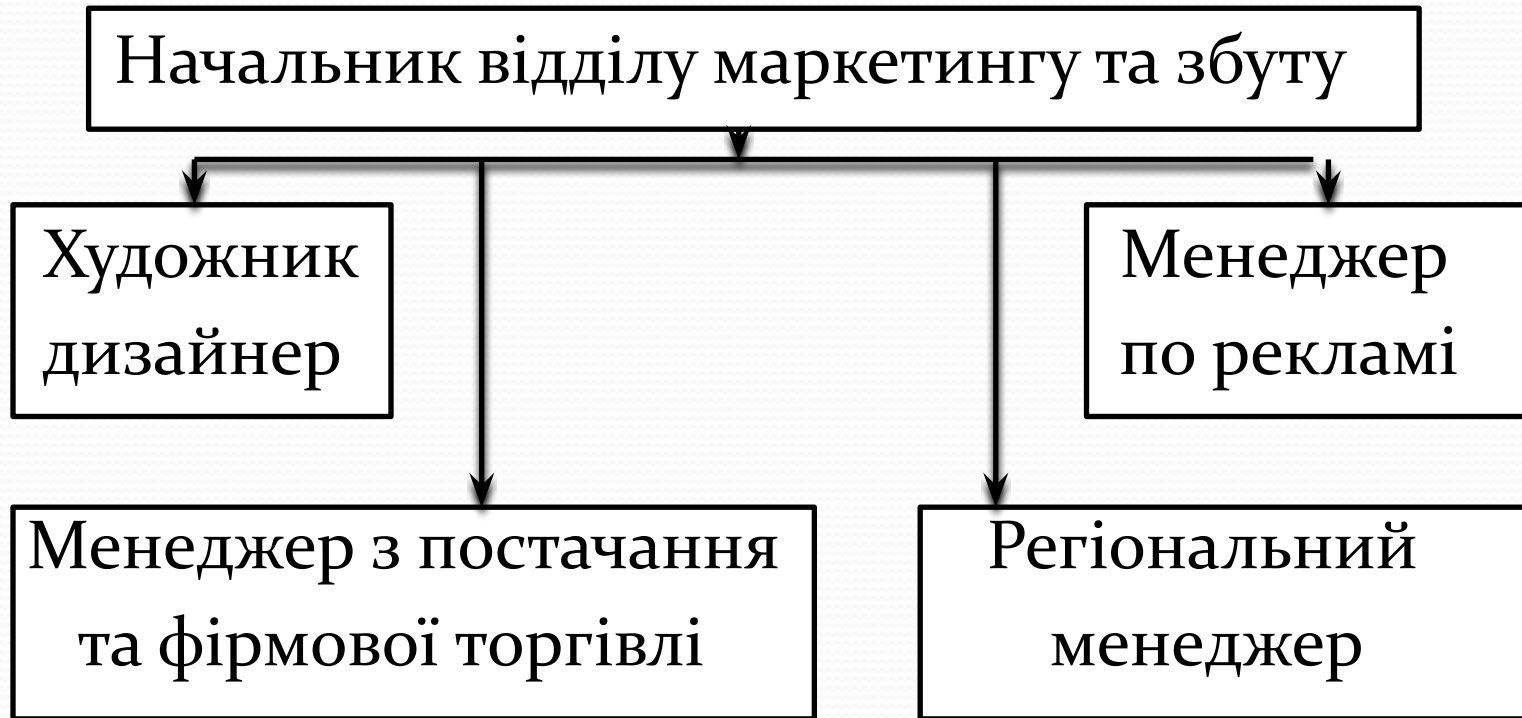 Начальник відділу маркетингу та збуту
Художник
дизайнер
Менеджер
по рекламі
Менеджер з постачання
та фірмової торгівлі
Регіональний
менеджер